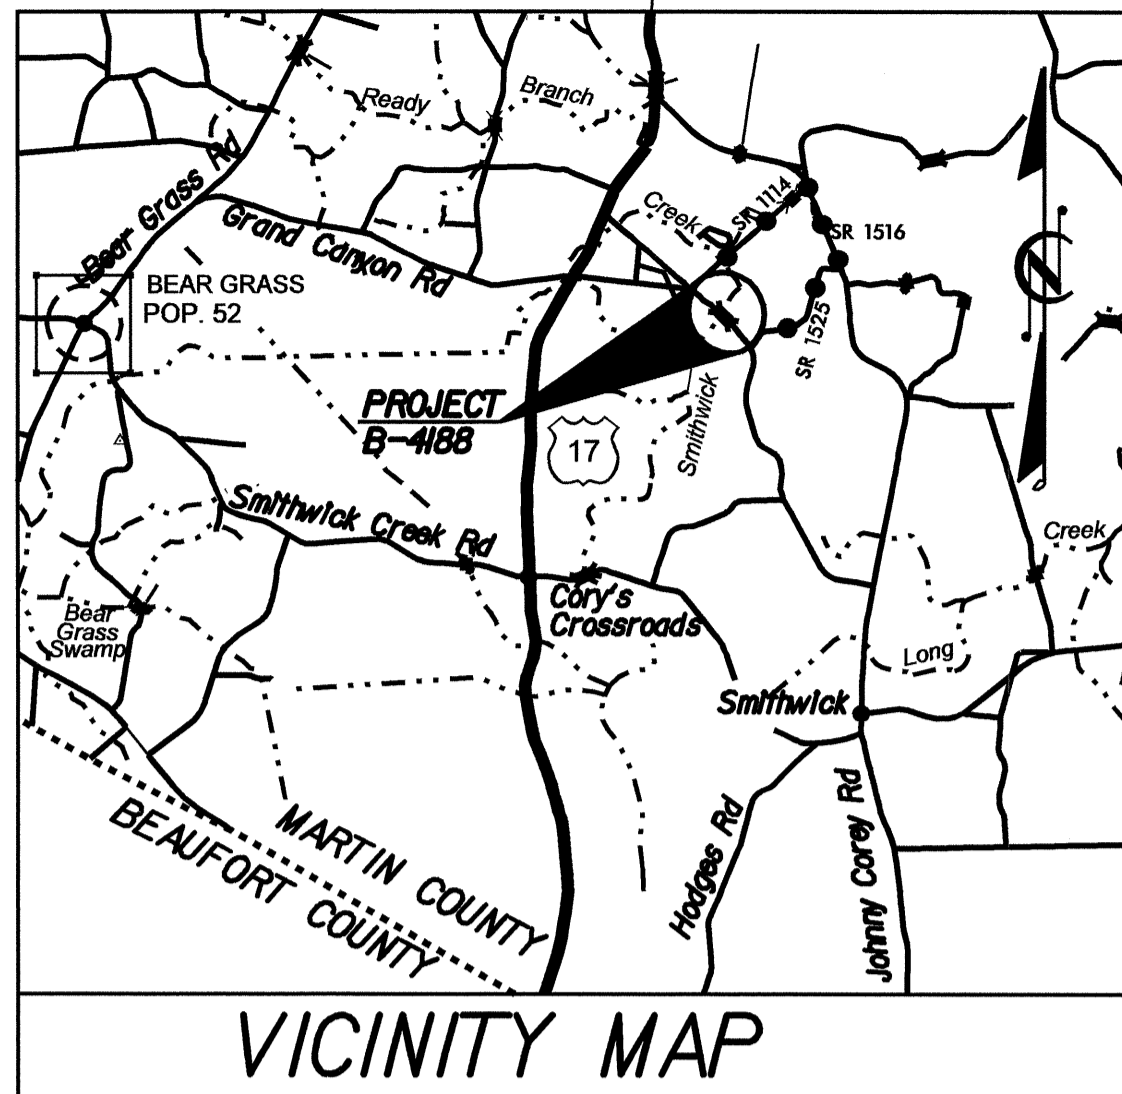 Ready
Branch
Bear Grass Rd
Creek
SR 1114
SR 1516
Grand Canyon Rd
BEAR GRASS
POP. 52
SR 1525
N
PROJECT
B-4188
17
Smithwick
Smithwick Creek Rd
Creek
Cory's
Crossroads
Bear
Grass
Swamp
Long
Smithwick
MARTIN COUNTY
BEAUFORT COUNTY
Hodges Rd
Johnny Corey Rd
VICINITY MAP